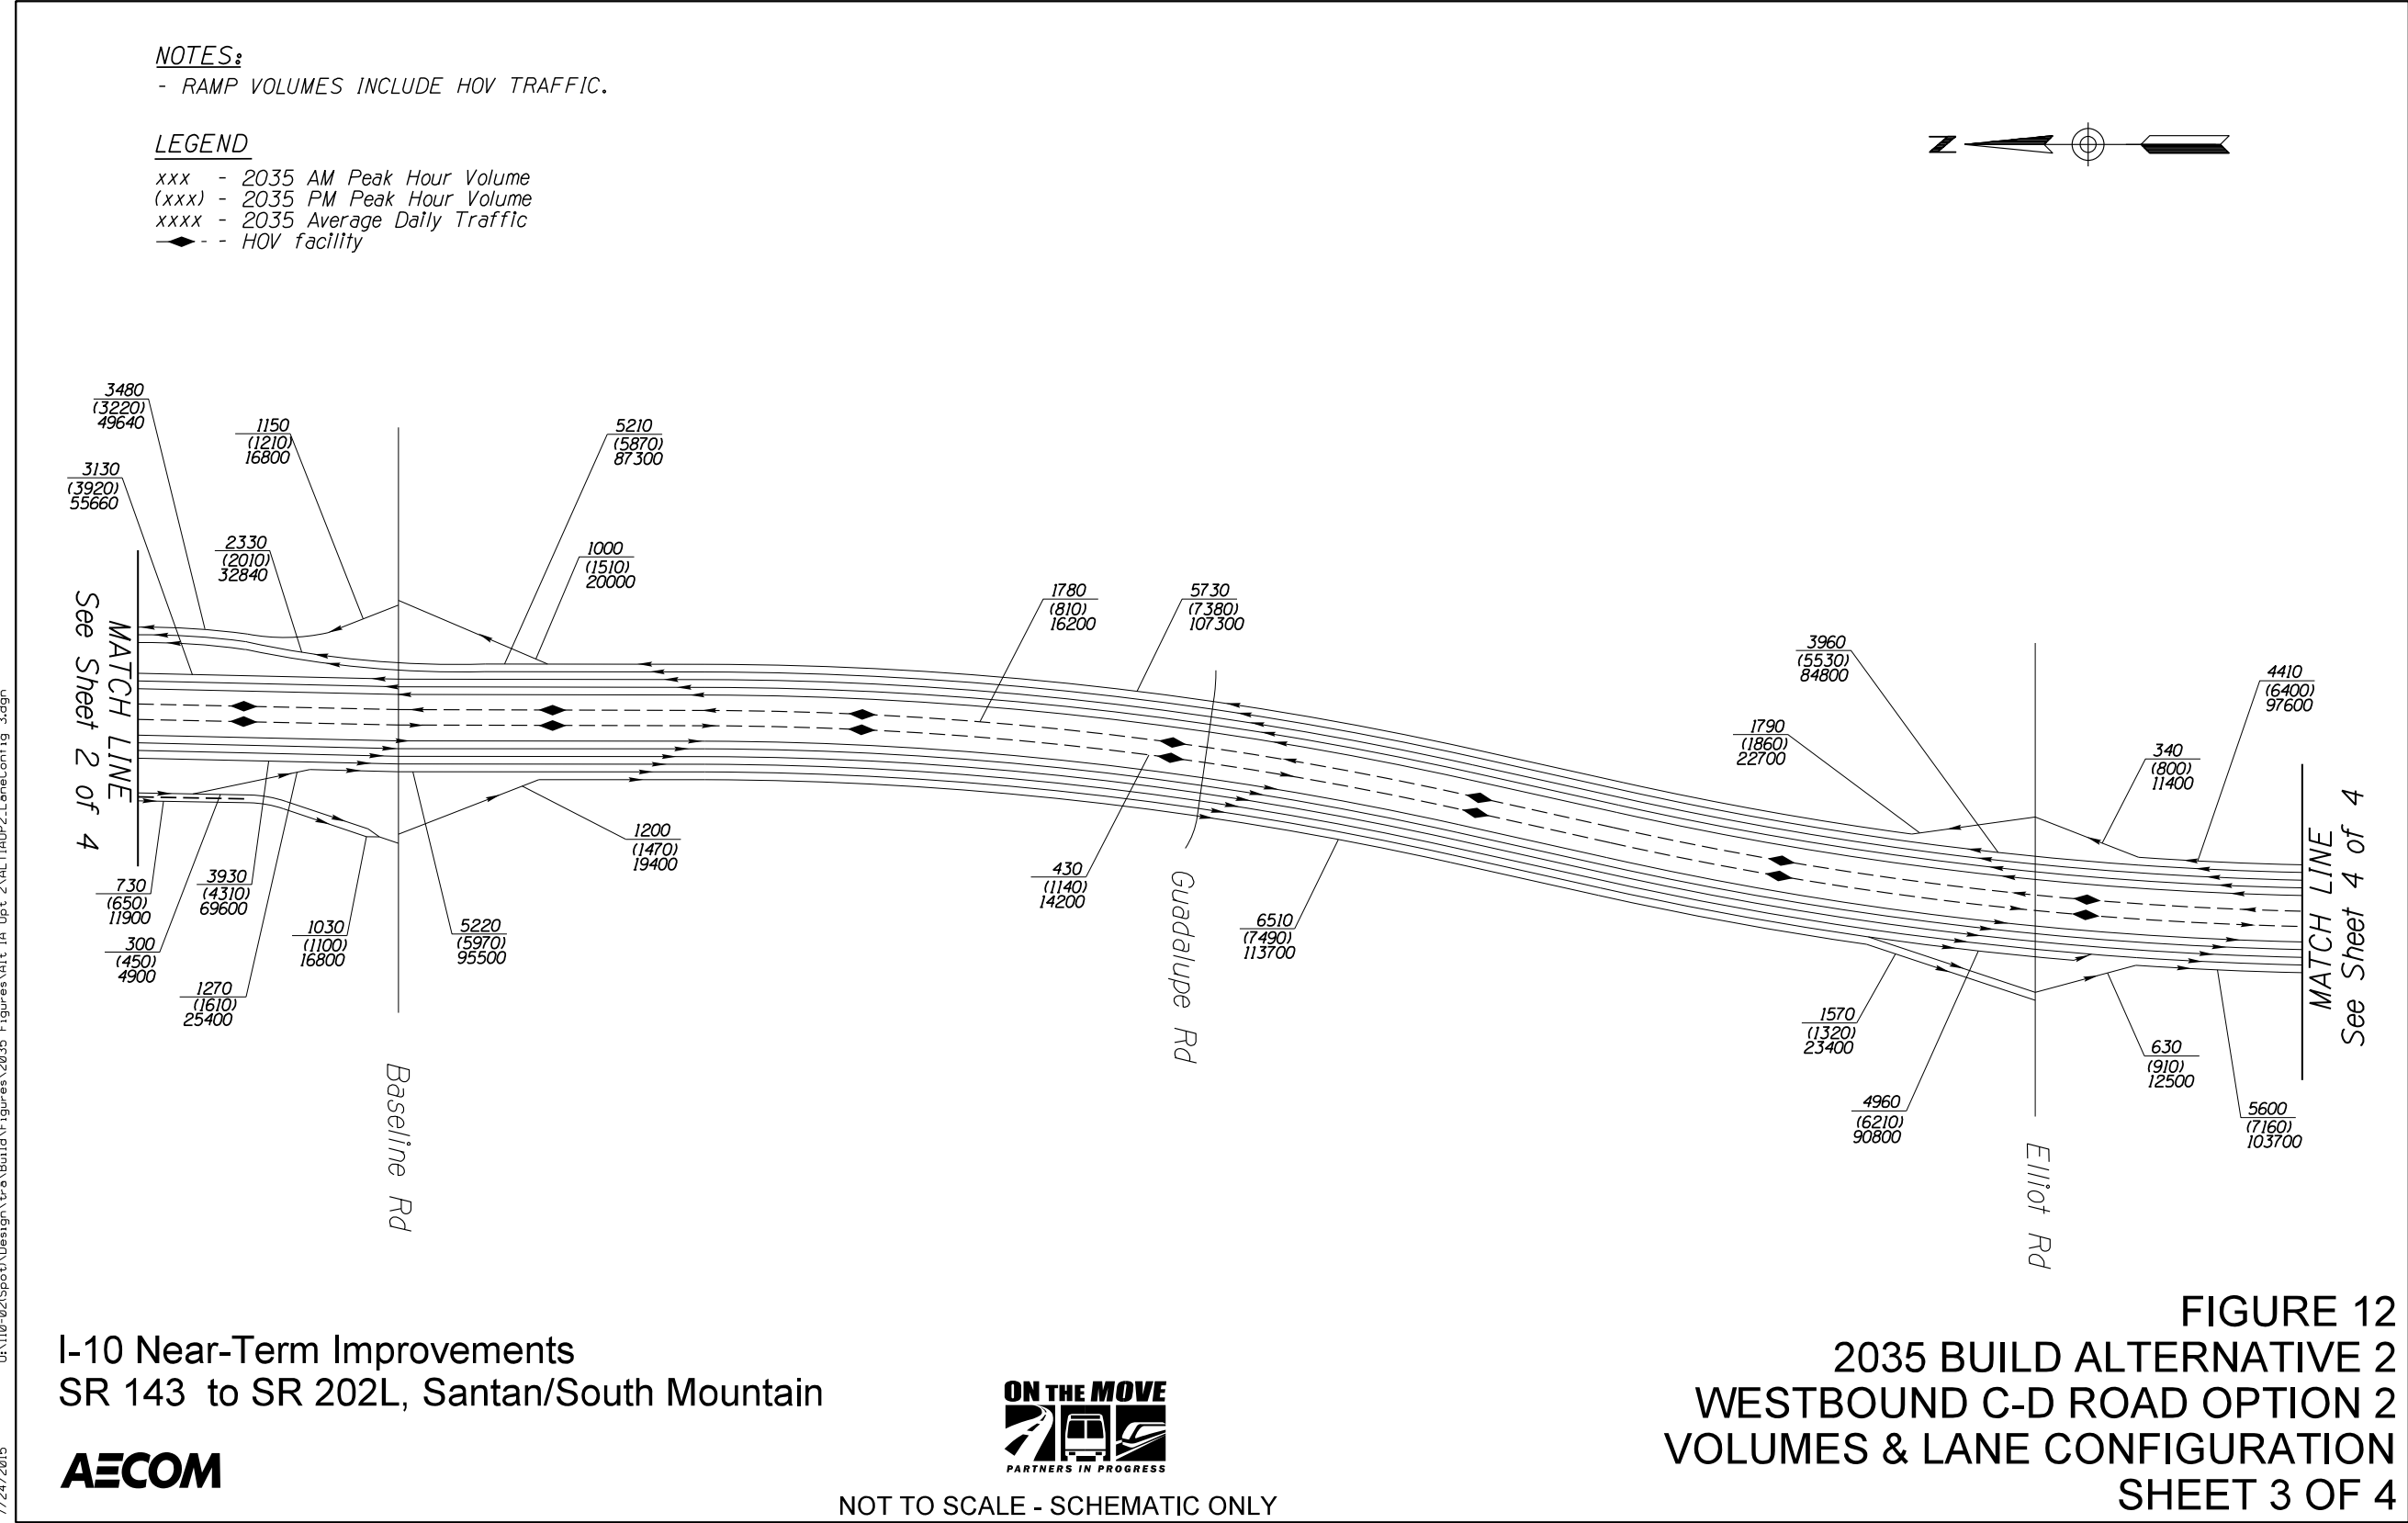 NOTES:
- RAMP VOLUMES INCLUDE HOV TRAFFIC.
LEGEND
xxx - 2035 AM Peak Hour Volume
(xxx) - 2035 PM Peak Hour Volume
xxxx - 2035 Average Daily Traffic
- HOV facility
N
3480
(3220)
49640
1150
(1210)
16800
5210
(5870)
87300
3130
(3920)
55660
2330
(2010)
32840
1000
(1510)
20000
1780
(810)
16200
5730
(7380)
107300
3960
(5530)
84800
4410
(6400)
97600
1790
(1860)
22700
340
(800)
11400
MATCH LINE
See Sheet 2 of 4
MATCH LINE
See Sheet 4 of 4
730
(650)
11900
3930
(4310)
69600
300
(450)
4900
1270
(1610)
25400
1030
(1100)
16800
5220
(5970)
95500
1200
(1470)
19400
430
(1140)
14200
6510
(7490)
113700
1570
(1320)
23400
4960
(6210)
90800
630
(910)
12500
5600
(7160)
103700
Baseline Rd
Guadalupe Rd
Elliot Rd
I-10 Near-Term Improvements
SR 143 to SR 202L, Santan/South Mountain
AECOM
ON THE MOVE
PARTNERS IN PROGRESS
NOT TO SCALE - SCHEMATIC ONLY
FIGURE 12
2035 BUILD ALTERNATIVE 2
WESTBOUND C-D ROAD OPTION 2
VOLUMES & LANE CONFIGURATION
SHEET 3 OF 4
7/24/2015